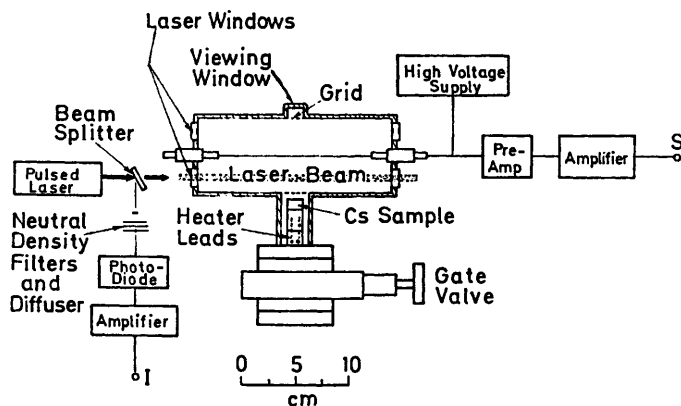 Laser Windows
Viewing
Window
Grid
High Voltage
Supply
Beam
Splitter
Pulsed
Laser
Laser Beam
Pre-
Amp
Amplifier
S
Neutral
Density
Filters
and
Diffuser
Heater
Leads
Cs Sample
Photo-
Diode
Amplifier
Gate
Valve
I
0 5 10
cm